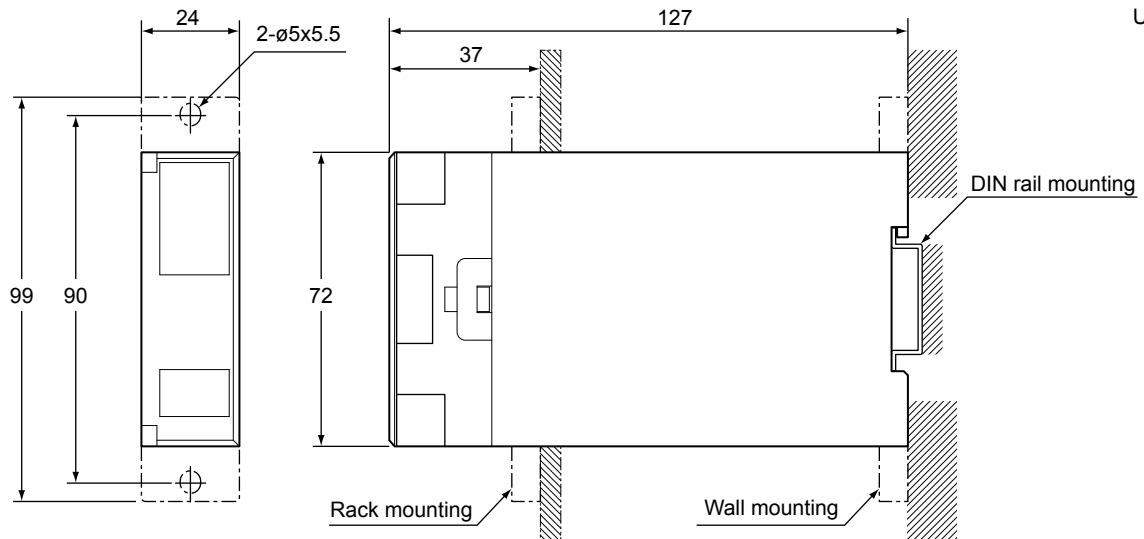 24
127
U
2-ø5x5.5
37
DIN rail mounting
99
90
72
Rack mounting
Wall mounting